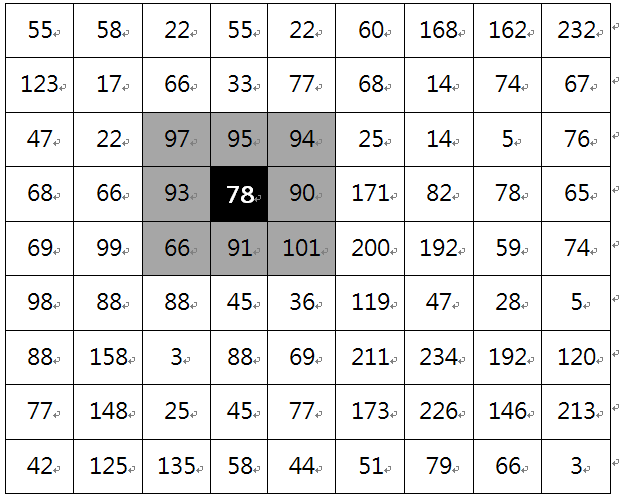 55 58 22 55 22 60 168 162 232
123 17 66 33 77 68 14 74 67
47 22 97 95 94 25 14 5 76
68 66 93 78 90 171 82 78 65
69 99 66 91 101 200 192 59 74
98 88 88 45 36 119 47 28 5
88 158 3 88 69 211 234 192 120
77 148 25 45 77 173 226 146 213
42 125 135 58 44 51 79 66 3